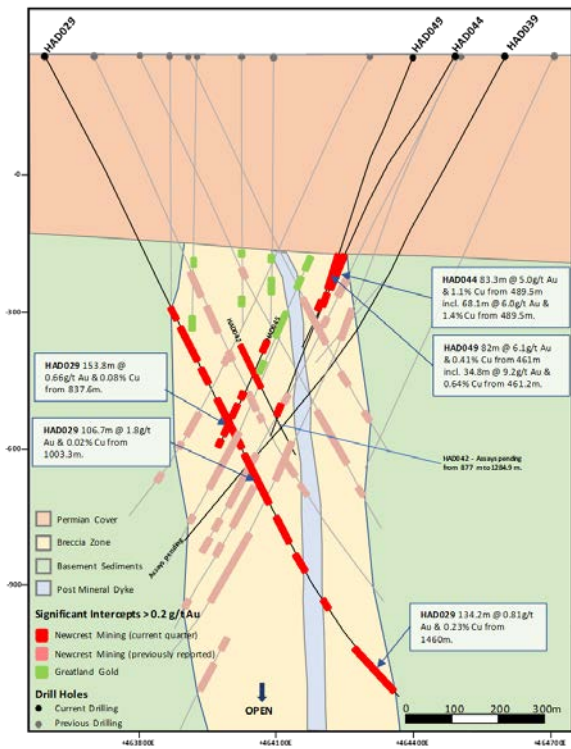 HAD029
HAD049
HAD044
HAD039
-0
-300
-600
-900
HAD044 83.3m @ 5.0g/t Au
& 1.1% Cu from 489.5m
incl. 68.1m @ 6.0g/t Au &
1.4% Cu from 489.5m.
HAD049 82m @ 6.1g/t Au
& 0.41% Cu from 461m
incl. 34.8m @ 9.2g/t Au &
0.64% Cu from 461.2m.
HAD042
HAD029 153.8m @
0.66g/t Au & 0.08% Cu
from 837.6m.
HAD029 106.7m @ 1.8g/t
Au & 0.02% Cu from
1003.3m.
HAD042 - Assays pending
from 877 m to 1284.9 m.
Assays pending
Permian Cover
Breccia Zone
Basement Sediments
Post Mineral Dyke
Significant Intercepts > 0.2 g/t Au
Newcrest Mining (current quarter)
Newcrest Mining (previously reported)
Greatland Gold
Drill Holes
Current Drilling
Previous Drilling
HAD029 134.2m @ 0.81g/t
Au & 0.23% Cu from
1460m.
OPEN
0 100 200 300m
+463800E
+464100E
+464400E
+464700E